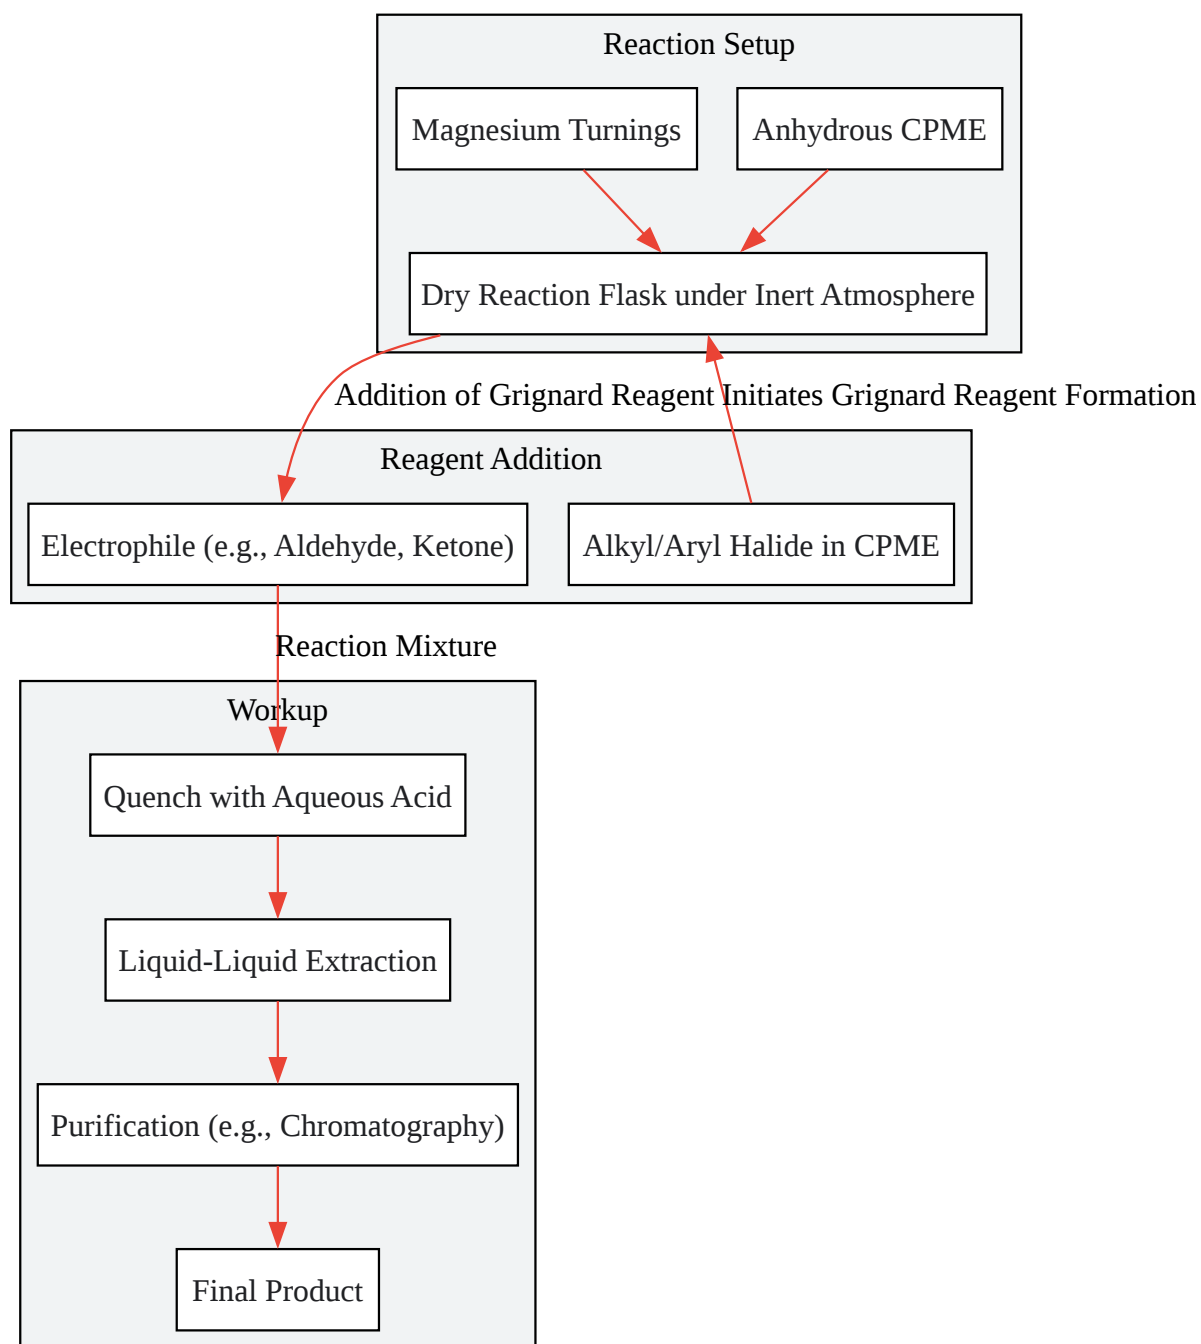 Reaction Setup
Magnesium Turnings
Anhydrous CPME
Dry Reaction Flask under Inert Atmosphere
Addition of Grignard Reagent
Initiates Grignard Reagent Formation
Reagent Addition
Electrophile (e.g., Aldehyde, Ketone)
Alkyl/Aryl Halide in CPME
Reaction Mixture
Workup
Quench with Aqueous Acid
Liquid-Liquid Extraction
Purification (e.g., Chromatography)
Final Product